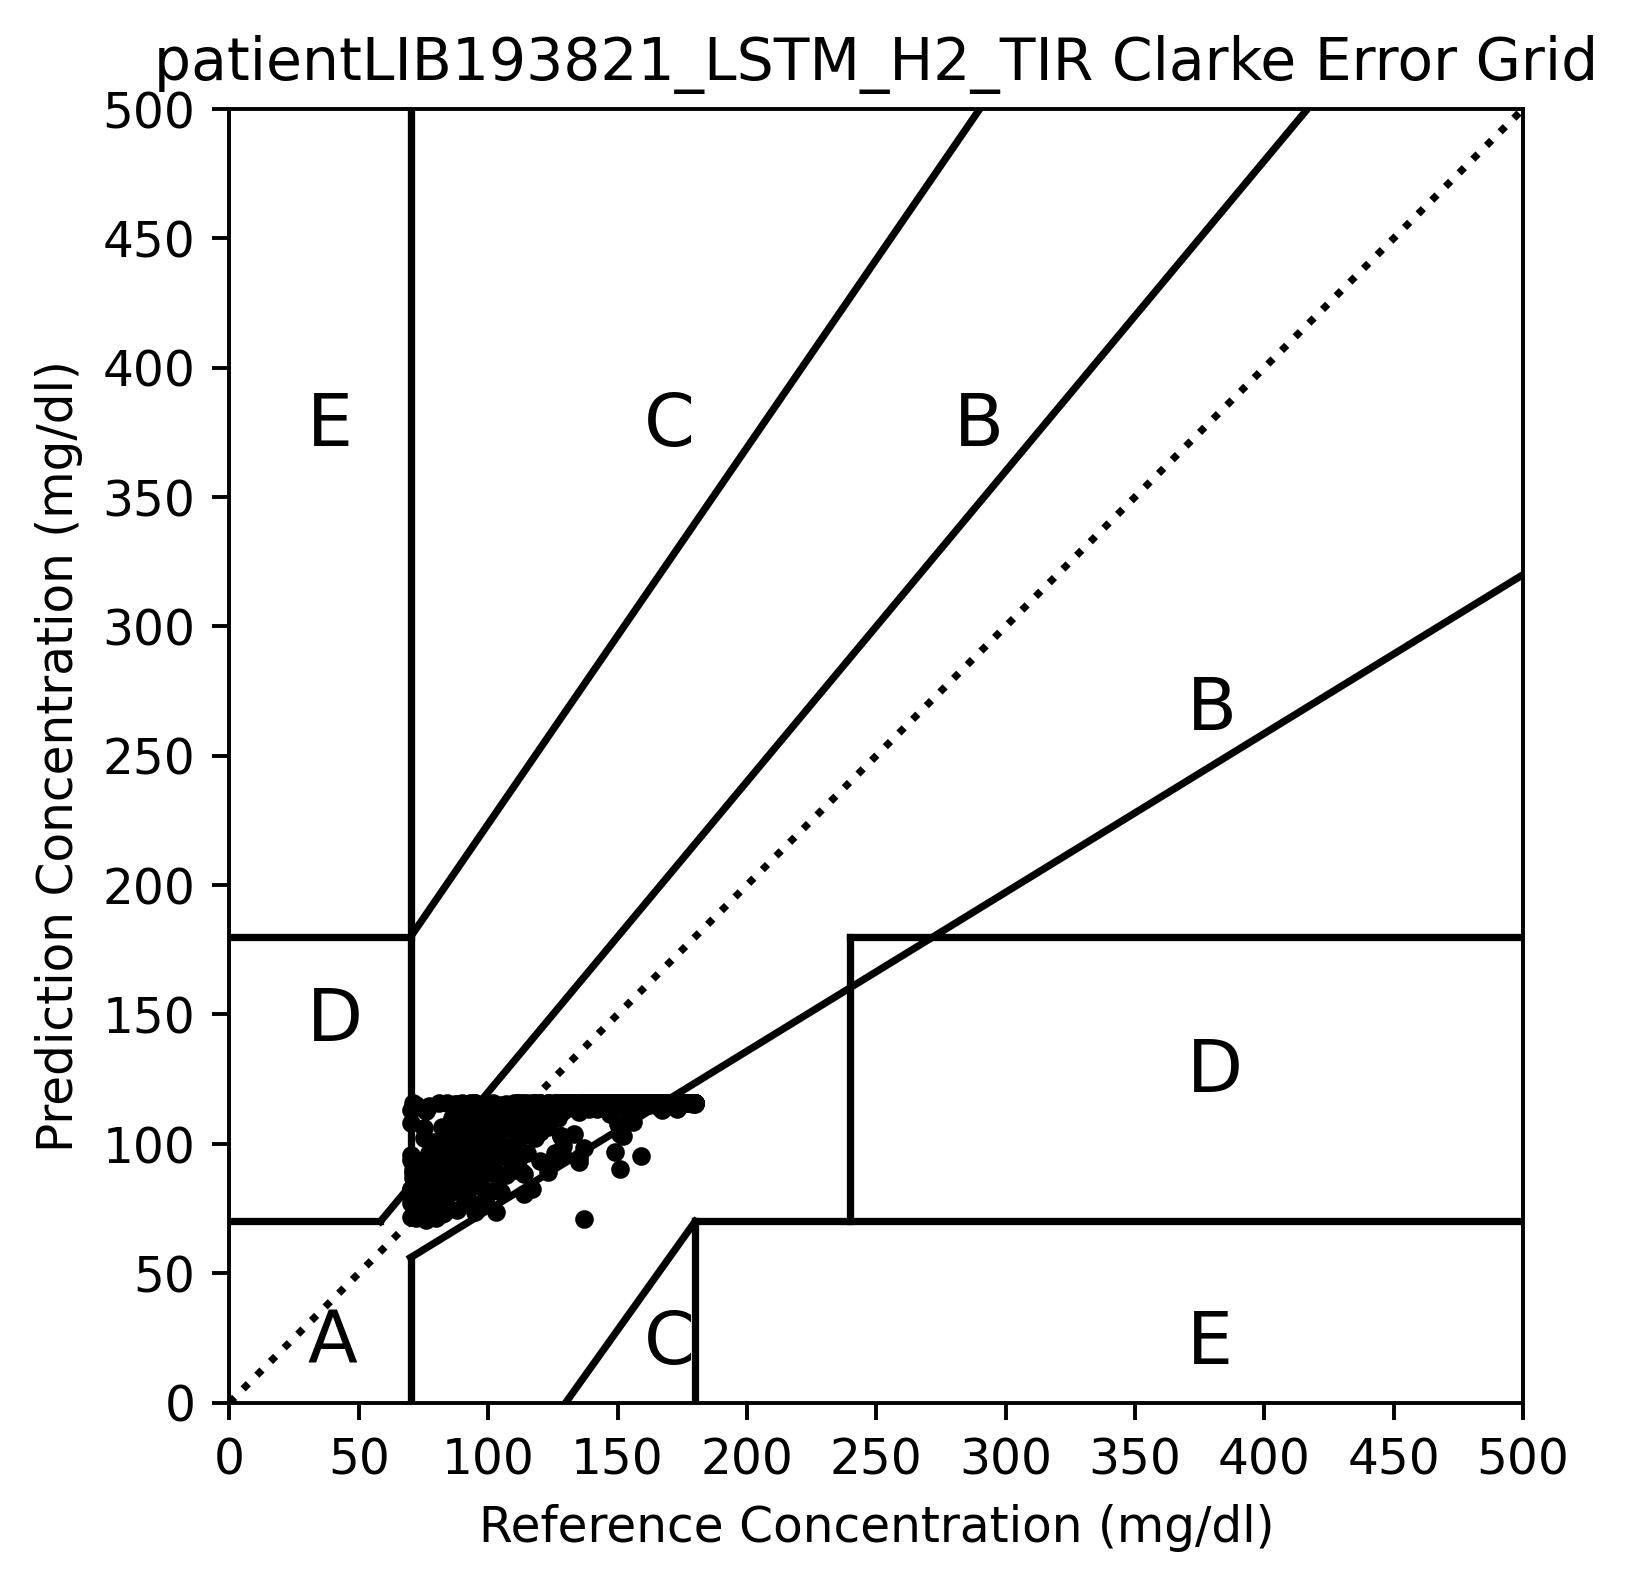 patientLIB193821_LSTM_H2_TIR Clarke Error Grid
500
450
400
350
300
250
200
150
100
50
0
Prediction Concentration (mg/dl)
E
C
B
B
D
D
A
C
E
0 50 100 150 200 250 300 350 400 450 500
Reference Concentration (mg/dl)